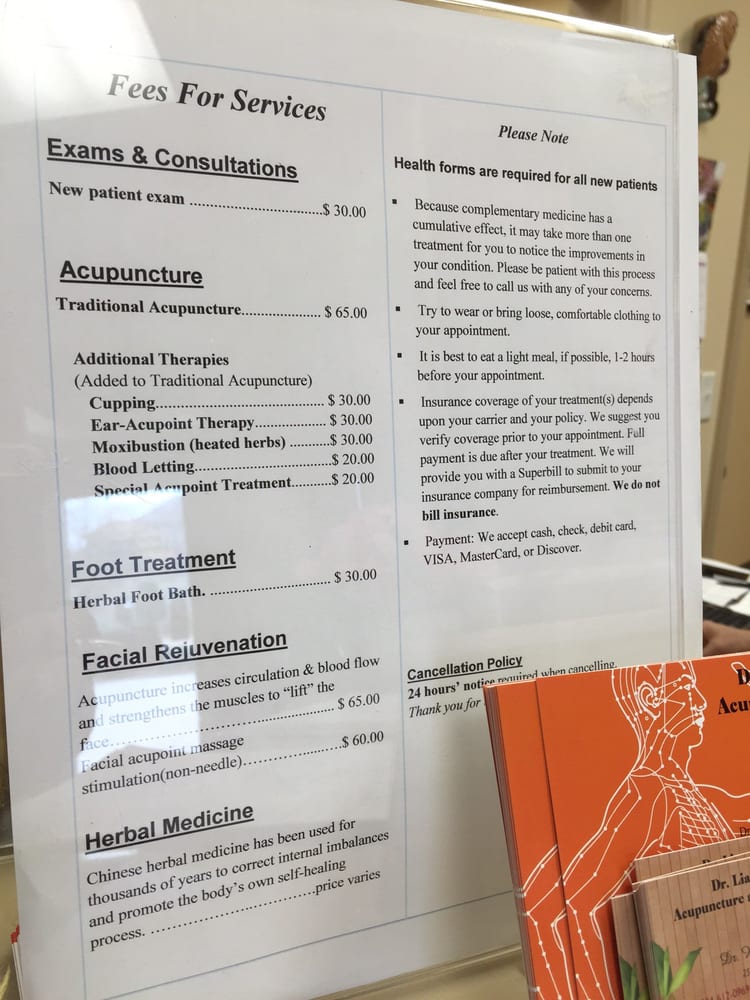 Fees For Services
Exams & Consultations
New patient exam ..................................$ 30.00
Acupuncture
Traditional Acupuncture.................... $ 65.00
Additional Therapies
(Added to Traditional Acupuncture)
Cupping.......................................... $ 30.00
Ear-Acupoint Therapy.................. $ 30.00
Moxibustion (heated herbs) ..........$ 30.00
Blood Letting..................................$ 20.00
Special Acupoint Treatment..........$ 20.00
Foot Treatment
Herbal Foot Bath. .............................. $ 30.00
Facial Rejuvenation
Acupuncture increases circulation & blood flow
and strengthens the muscles to “lift” the
face...................................................... $ 65.00
Facial acupoint massage
stimulation(non-needle).........................$ 60.00
Herbal Medicine
Chinese herbal medicine has been used for
thousands of years to correct internal imbalances
and promote the body’s own self-healing
process. ......................................price varies
Please Note
Health forms are required for all new patients
▪ Because complementary medicine has a
cumulative effect, it may take more than one
treatment for you to notice the improvements in
your condition. Please be patient with this process
and feel free to call us with any of your concerns.
▪ Try to wear or bring loose, comfortable clothing to
your appointment.
▪ It is best to eat a light meal, if possible, 1-2 hours
before your appointment.
▪ Insurance coverage of your treatment(s) depends
upon your carrier and your policy. We suggest you
verify coverage prior to your appointment. Full
payment is due after your treatment. We will
provide you with a Superbill to submit to your
insurance company for reimbursement. We do not
bill insurance.
▪ Payment: We accept cash, check, debit card,
VISA, MasterCard, or Discover.
Cancellation Policy
24 hours’ notice required when cancelling.
Thank you for
Dr. Lia
Acupuncture